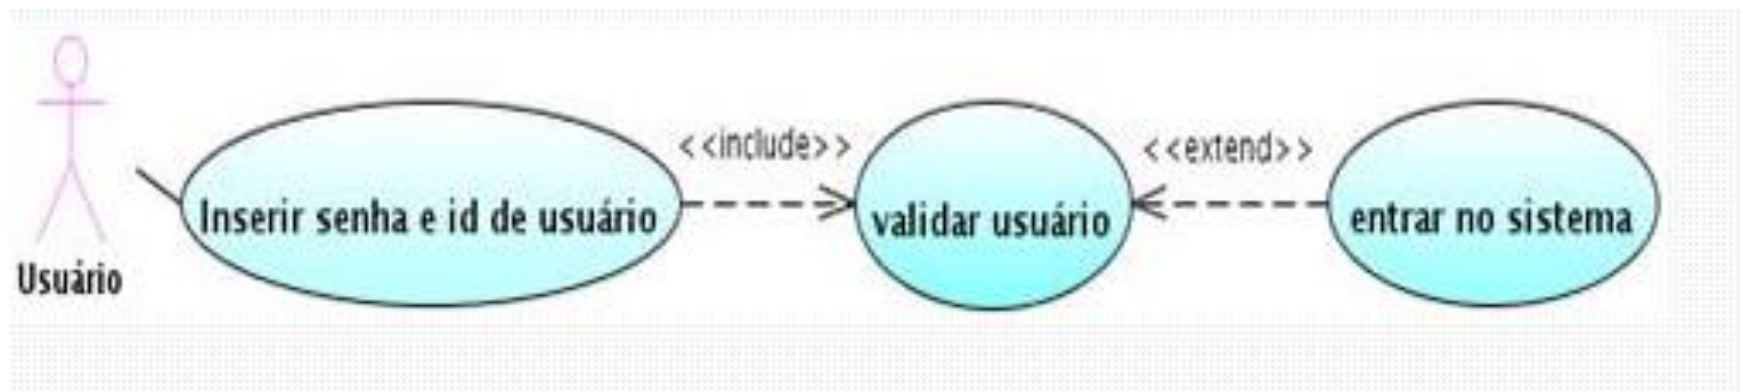 <<include>>
<<extend>>
Inserir senha e id de usuário
validar usuário
entrar no sistema
Usuário